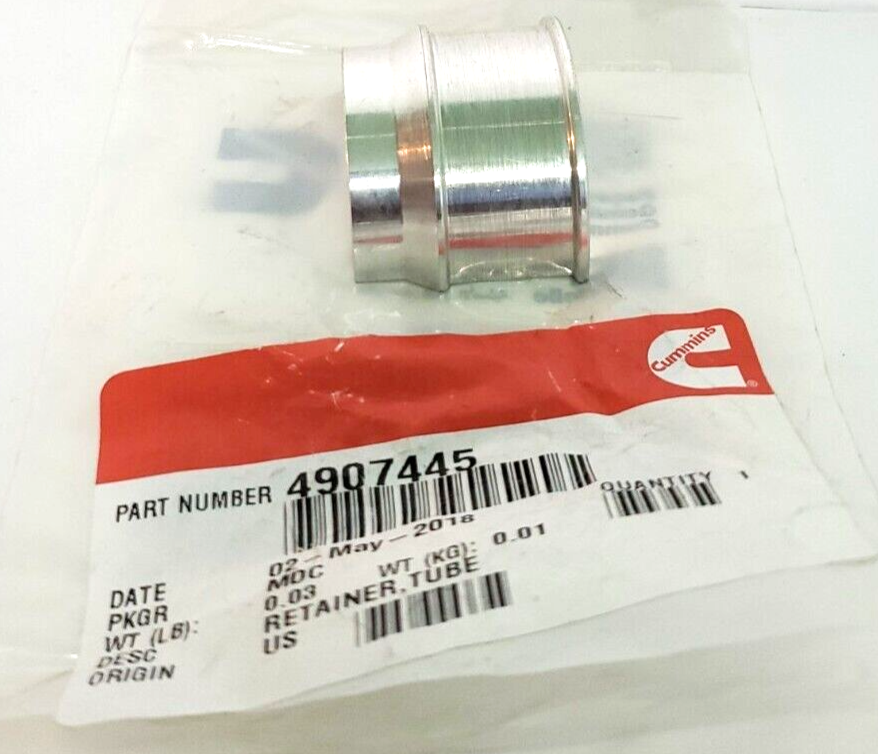 Cummins
®
PART NUMBER 4907445
QUANTITY 1
DATE 02-May-2018
PKGR MDC
WT (LB): 0.03 WT (KG): 0.01
DESC RETAINER,TUBE
ORIGIN US